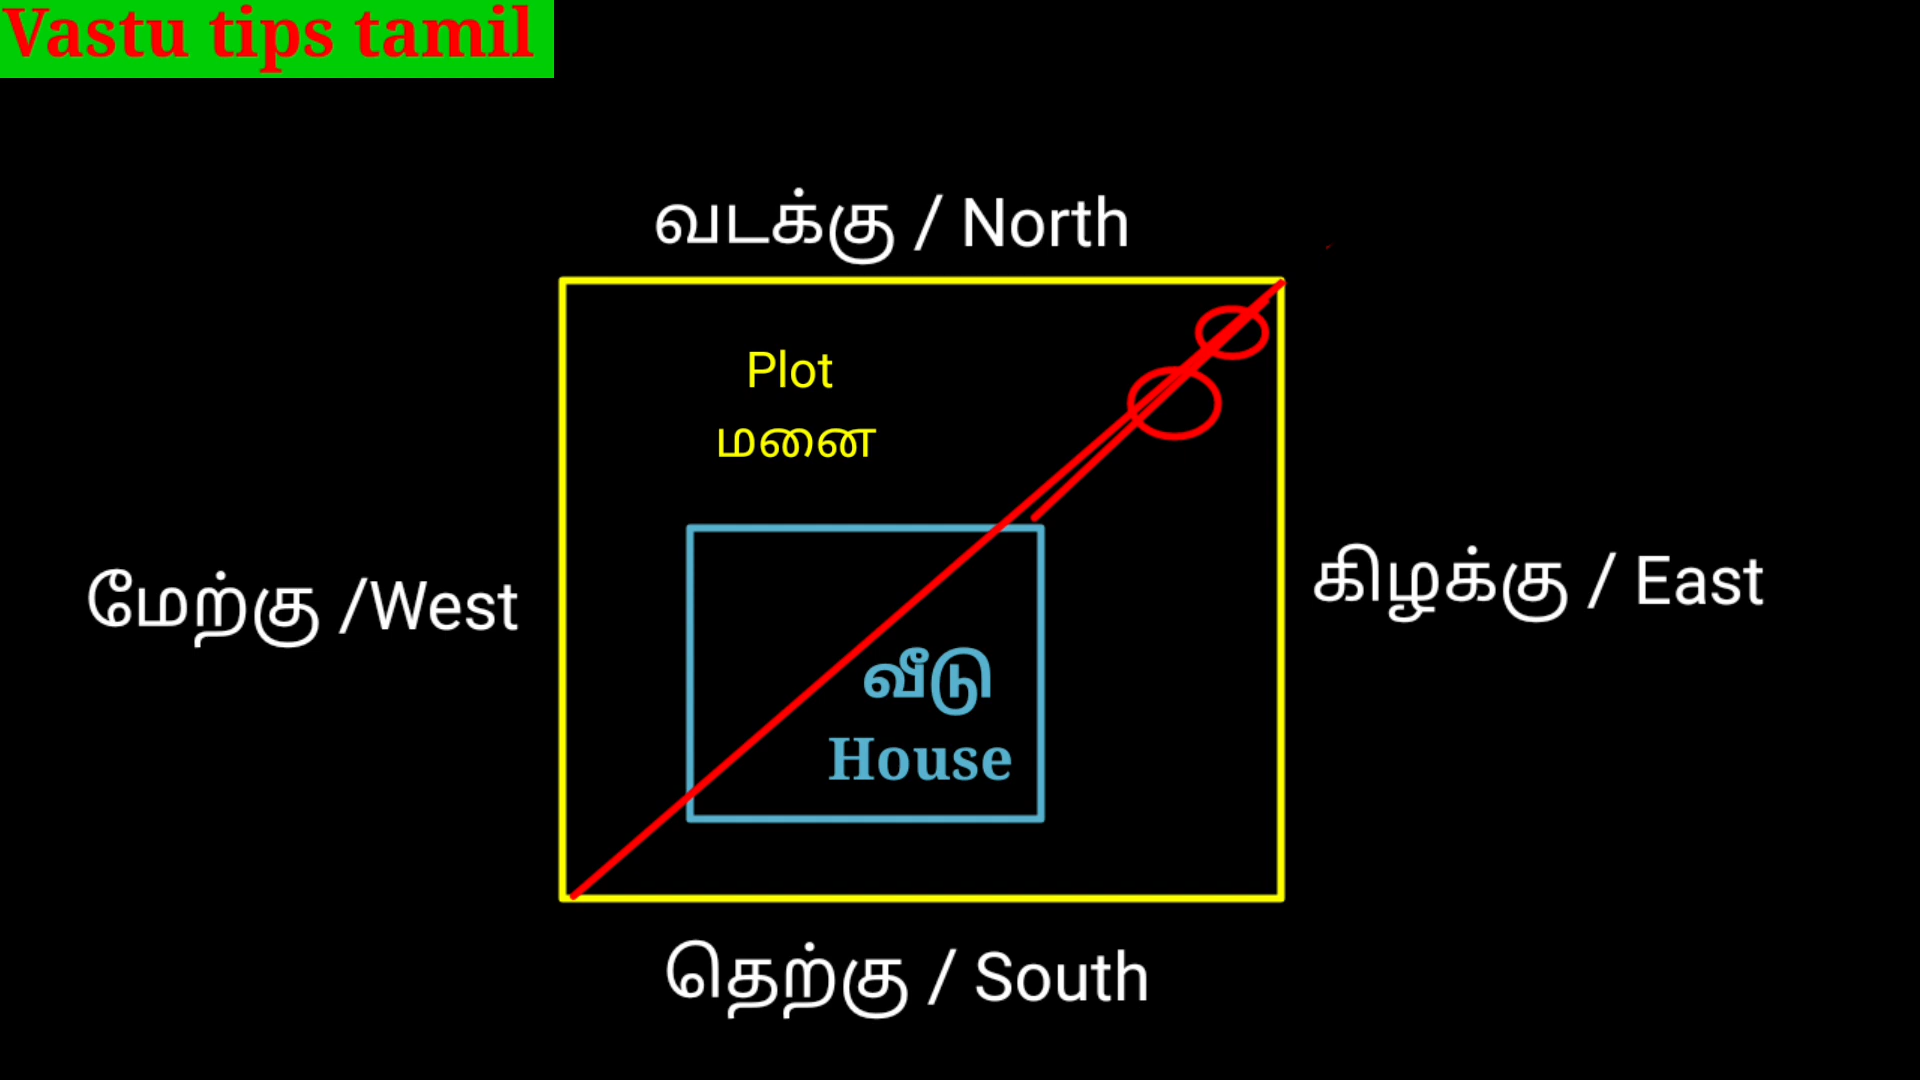 Vastu tips tamil
வடக்கு / North
Plot
மனை
மேற்கு /West
கிழக்கு / East
வீடு
House
தெற்கு / South